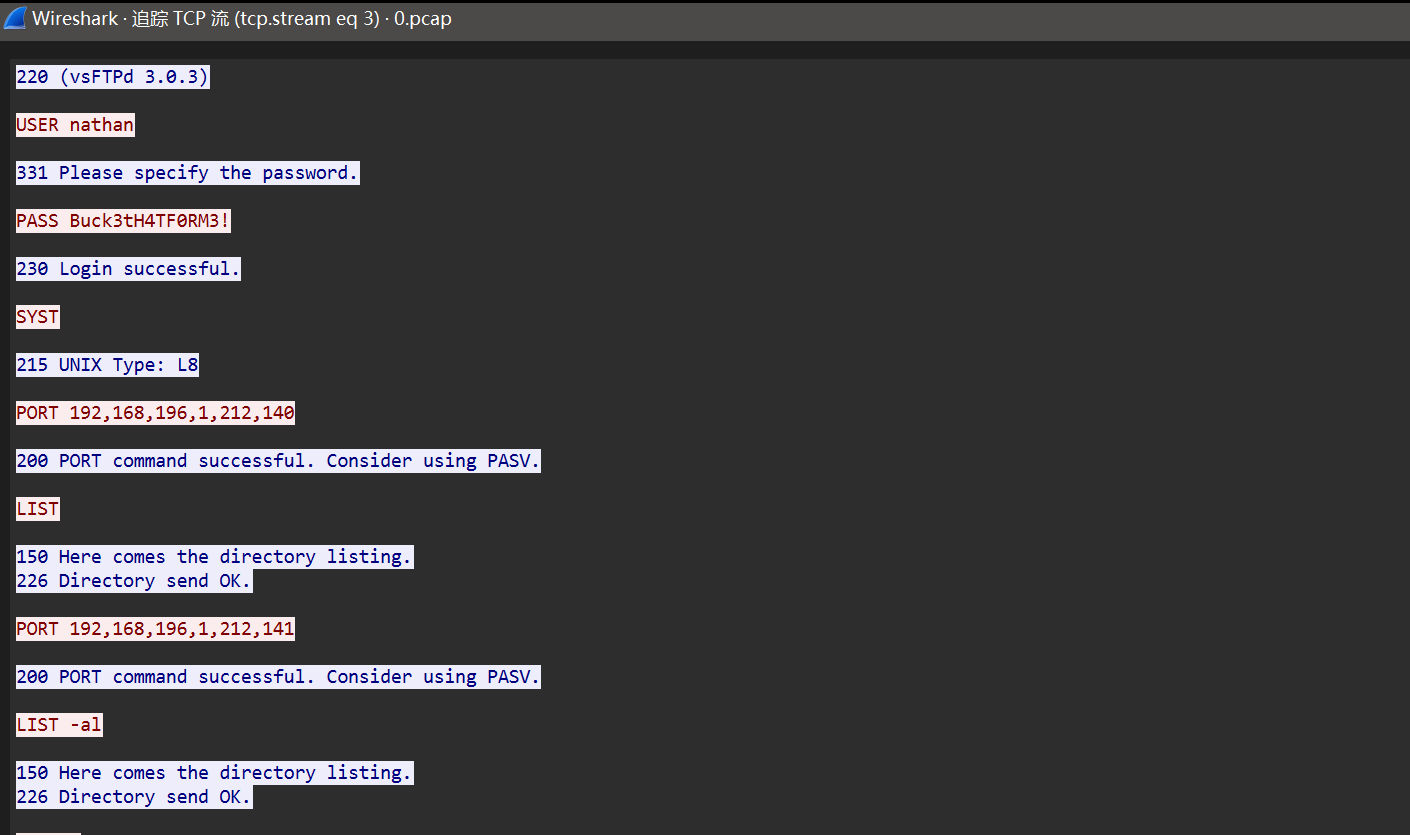 Wireshark · 追踪 TCP 流 (tcp.stream eq 3) · 0.pcap
220 (vsFTPd 3.0.3)
USER nathan
331 Please specify the password.
PASS Buck3tH4TF0RM3!
230 Login successful.
SYST
215 UNIX Type: L8
PORT 192,168,196,1,212,140
200 PORT command successful. Consider using PASV.
LIST
150 Here comes the directory listing.
226 Directory send OK.
PORT 192,168,196,1,212,141
200 PORT command successful. Consider using PASV.
LIST -al
150 Here comes the directory listing.
226 Directory send OK.